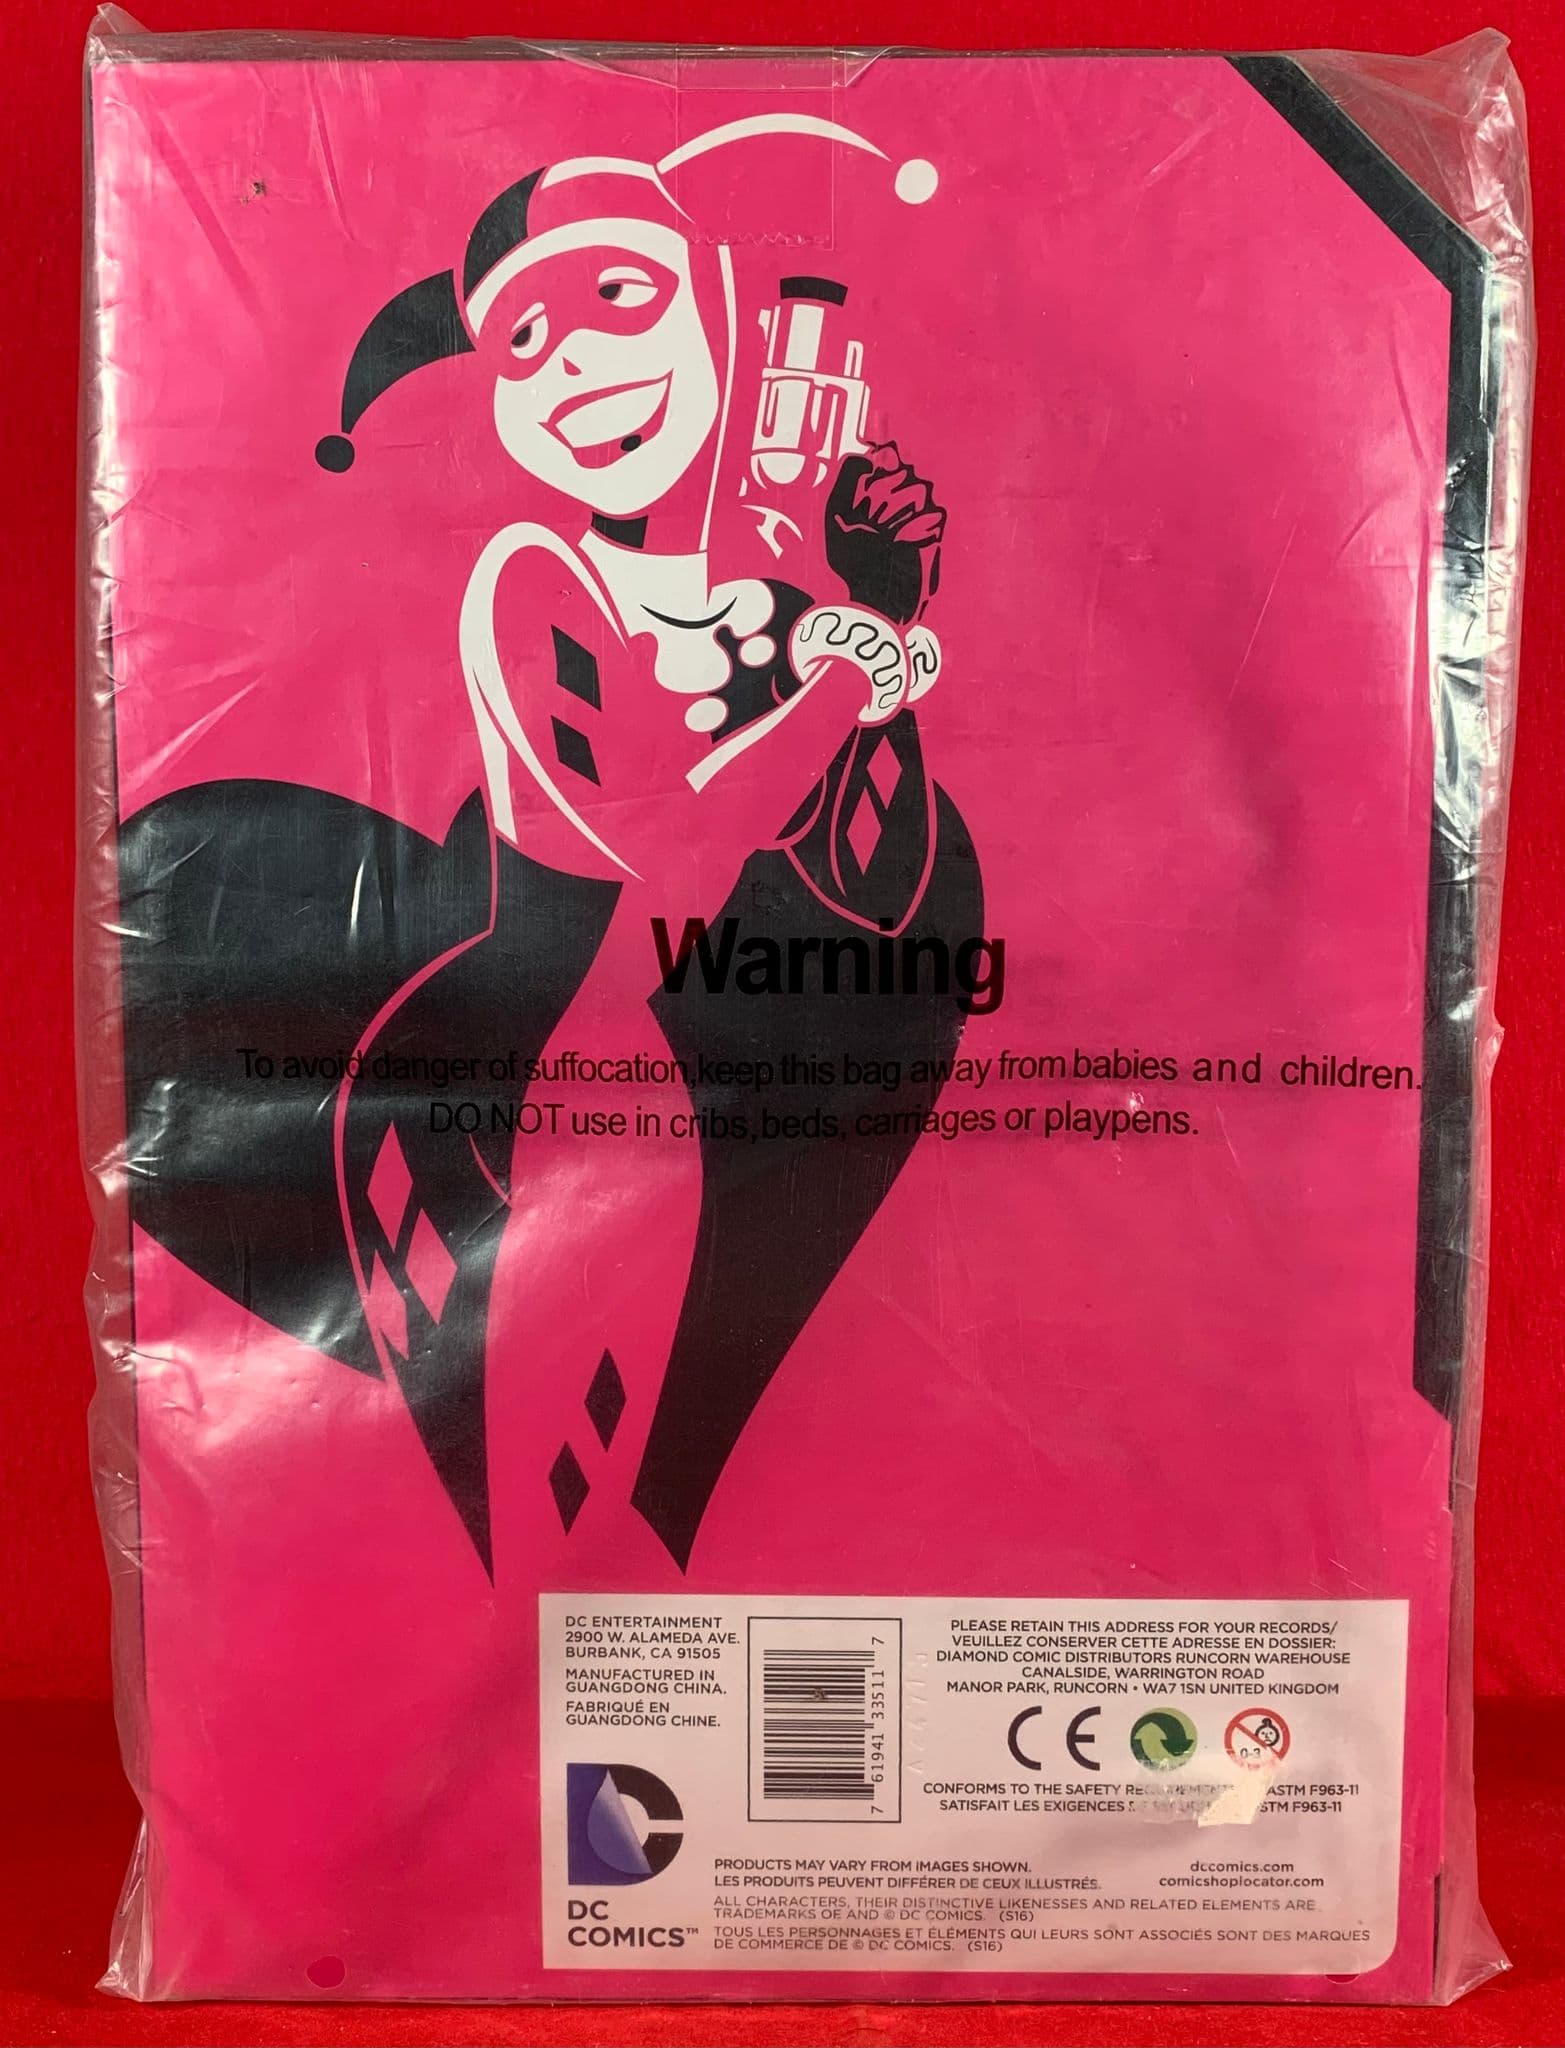 Warning
To avoid danger of suffocation,keep this bag away from babies and children.
DO NOT use in cribs,beds, carriages or playpens.
DC ENTERTAINMENT
2900 W. ALAMEDA AVE.
BURBANK, CA 91505
MANUFACTURED IN
GUANGDONG CHINA.
FABRIQUÉ EN
GUANGDONG CHINE.
7 61941 33511 7
PLEASE RETAIN THIS ADDRESS FOR YOUR RECORDS/
VEUILLEZ CONSERVER CETTE ADRESSE EN DOSSIER:
DIAMOND COMIC DISTRIBUTORS RUNCORN WAREHOUSE
CANALSIDE, WARRINGTON ROAD
MANOR PARK, RUNCORN • WA7 1SN UNITED KINGDOM
CE
0-3
CONFORMS TO THE SAFETY ASTM F963-11
SATISFAIT LES EXIGENCES F963-11
DC
COMICS™
PRODUCTS MAY VARY FROM IMAGES SHOWN.
LES PRODUITS PEUVENT DIFFÉRER DE CEUX ILLUSTRÉS.
dccomics.com
comicshoplocator.com
ALL CHARACTERS, THEIR DISTINCTIVE LIKENESSES AND RELATED ELEMENTS ARE
TRADEMARKS OF AND © DC COMICS. (S16)
TOUS LES PERSONNAGES ET ÉLÉMENTS QUI LEURS SONT ASSOCIÉS SONT DES MARQUES
DE COMMERCE DE © DC COMICS. (S16)